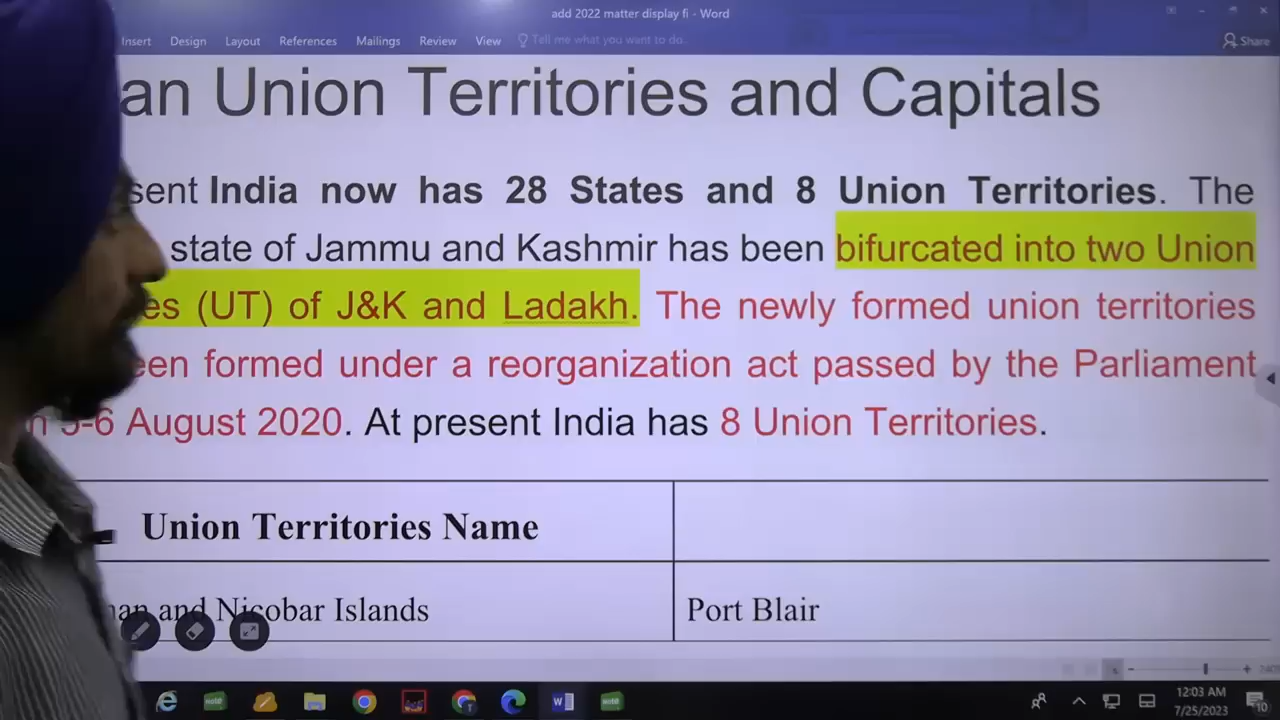 add 2022 matter display fi - Word
Insert Design Layout References Mailings Review View Tell me what you want to do... Share
an Union Territories and Capitals
sent India now has 28 States and 8 Union Territories. The
state of Jammu and Kashmir has been bifurcated into two Union
es (UT) of J&K and Ladakh. The newly formed union territories
een formed under a reorganization act passed by the Parliament
n 5-6 August 2020. At present India has 8 Union Territories.
Union Territories Name
man and Nicobar Islands Port Blair
12:03 AM
7/25/2023